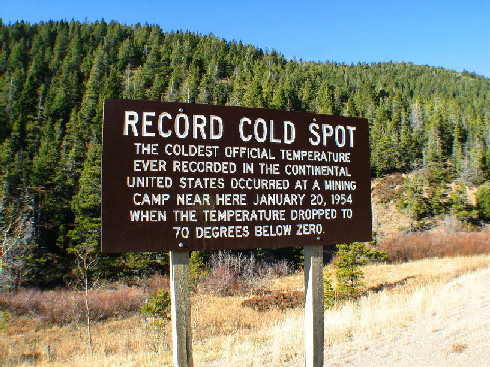 RECORD COLD SPOT
THE COLDEST OFFICIAL TEMPERATURE
EVER RECORDED IN THE CONTINENTAL
UNITED STATES OCCURRED AT A MINING
CAMP NEAR HERE JANUARY 20, 1954
WHEN THE TEMPERATURE DROPPED TO
70 DEGREES BELOW ZERO.